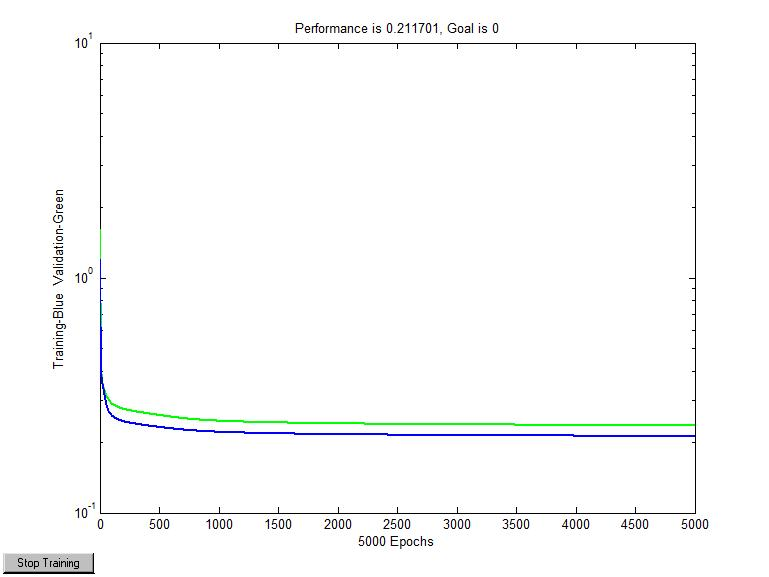 Performance is 0.211701, Goal is 0
10^1
10^0
10^-1
Training-Blue  Validation-Green
0 500 1000 1500 2000 2500 3000 3500 4000 4500 5000
5000 Epochs
Stop Training